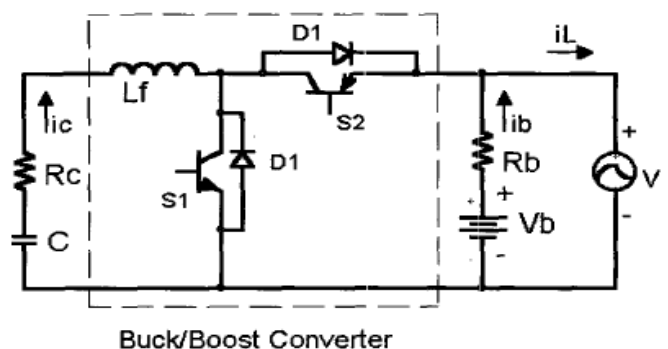 D1
iL
Lf
S2
ic
ib
Rc
S1
D1
Rb
+
+
+
V
C
Vb
-
-
Buck/Boost Converter